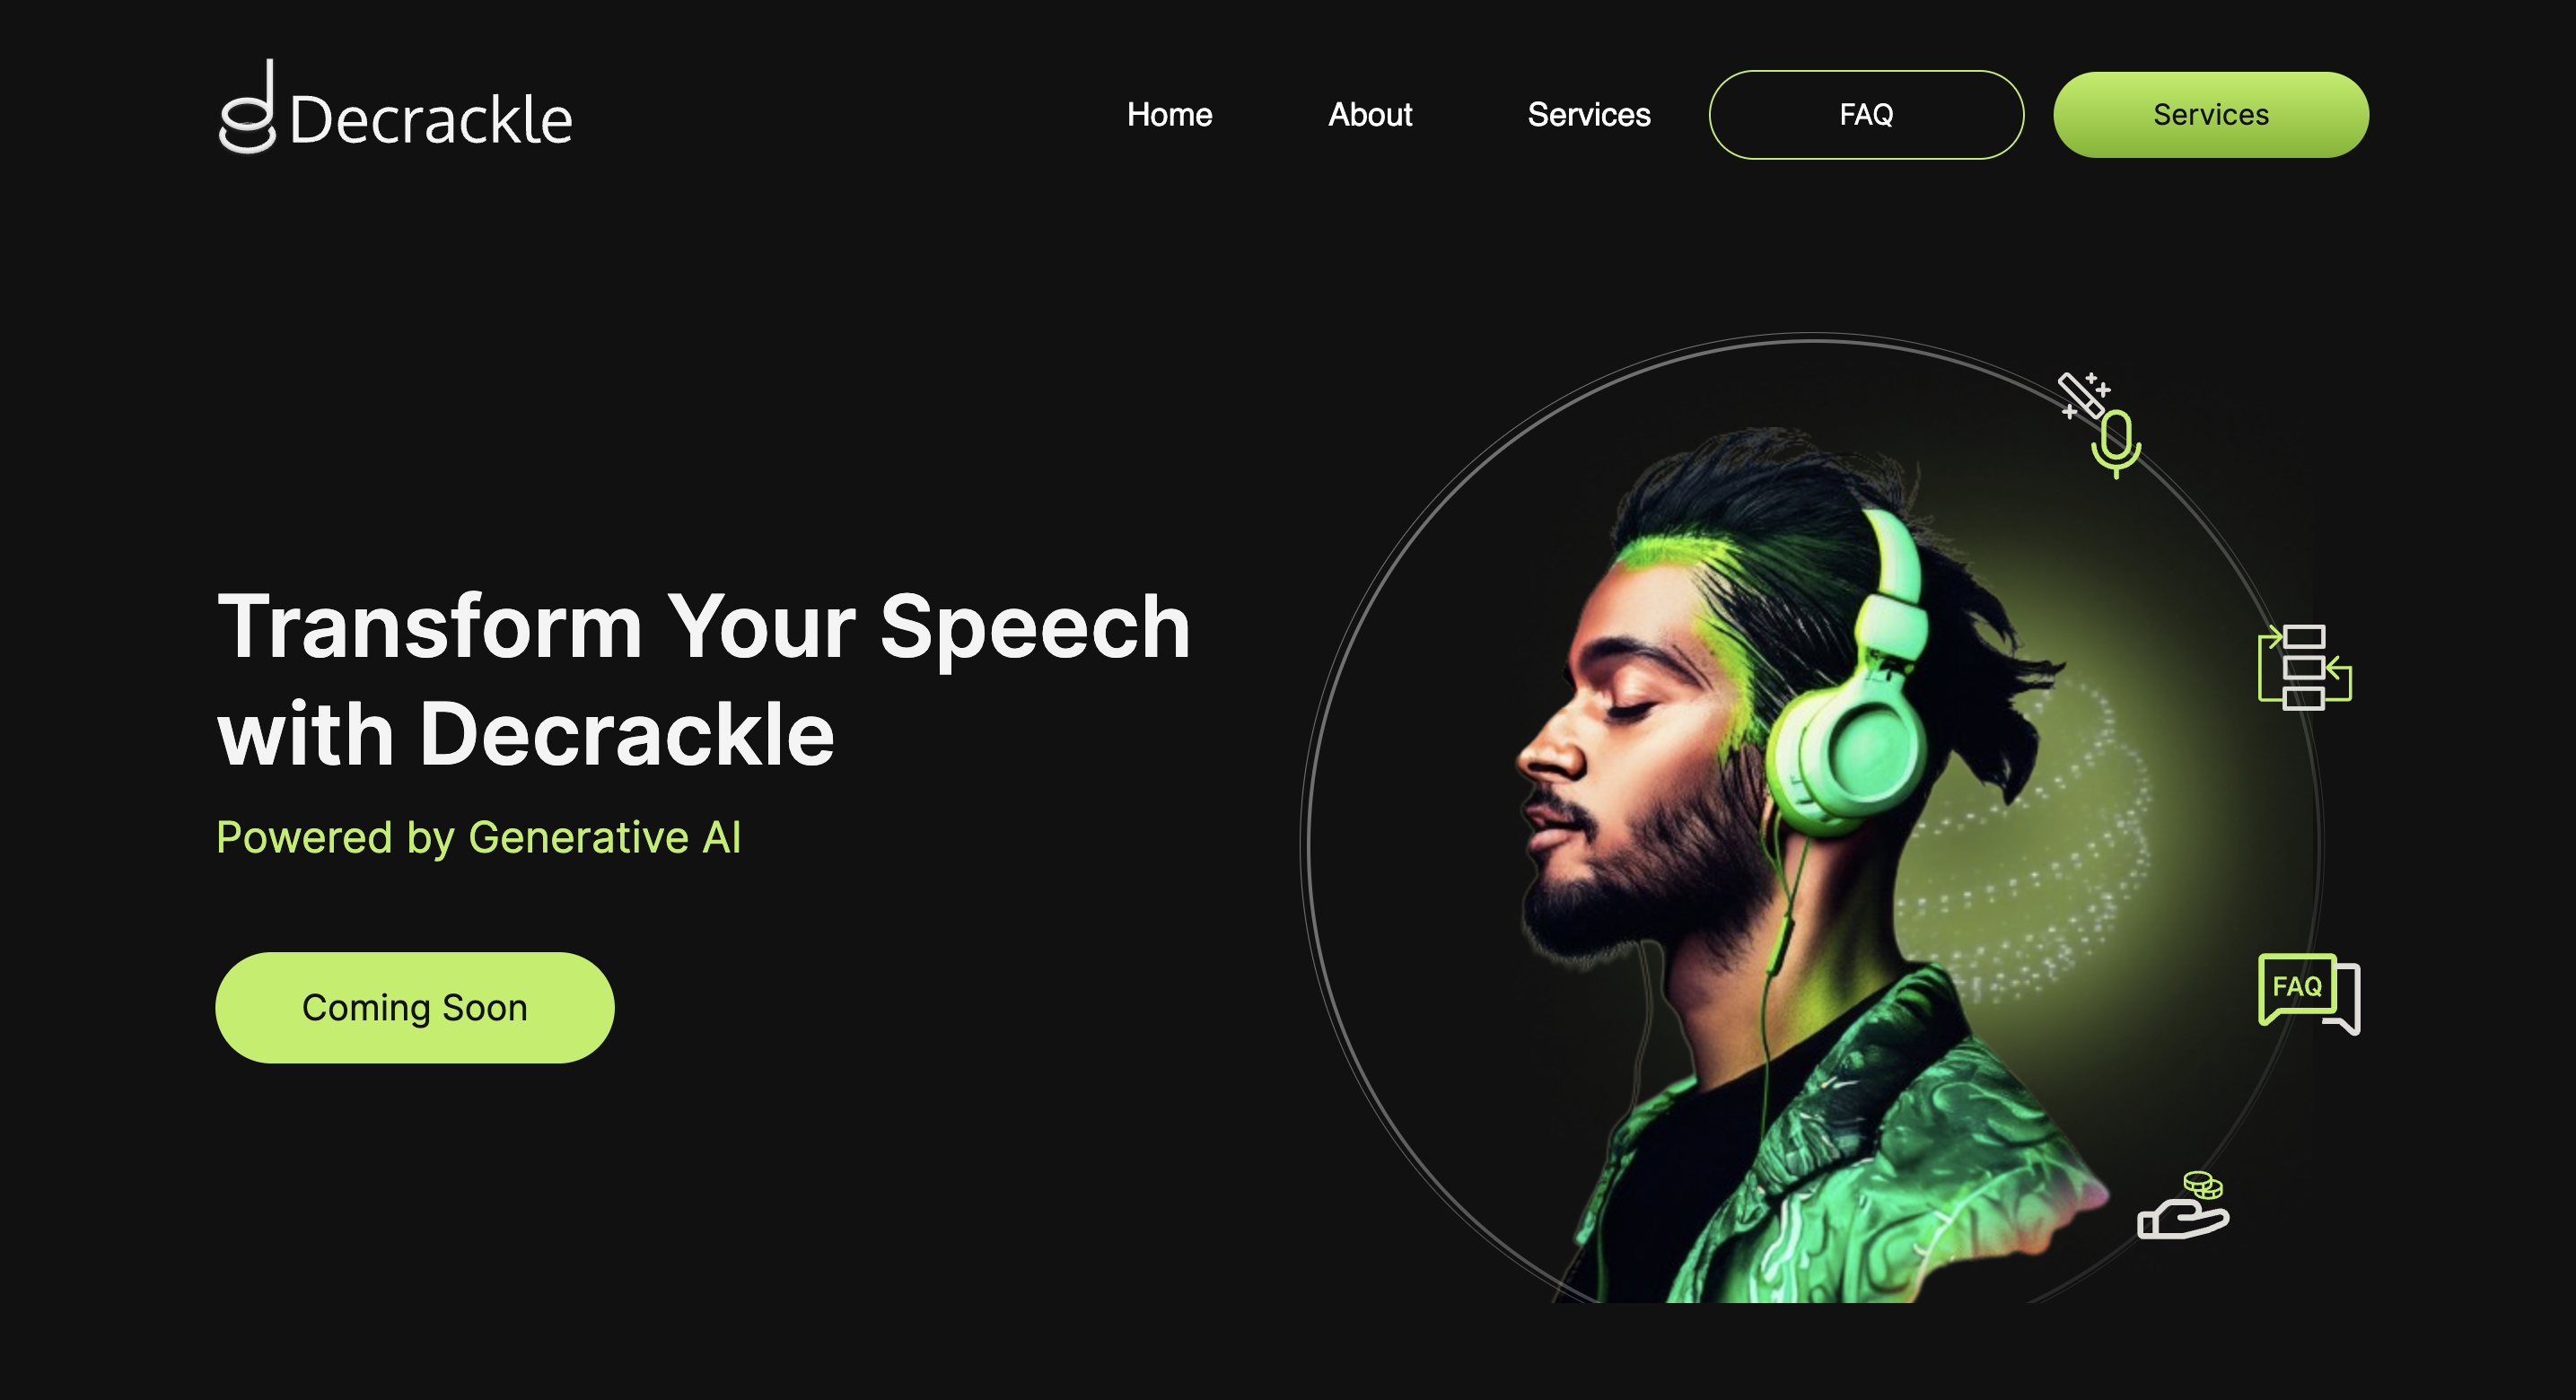 Decrackle
Home About Services FAQ Services
Transform Your Speech
with Decrackle
Powered by Generative AI
Coming Soon
FAQ